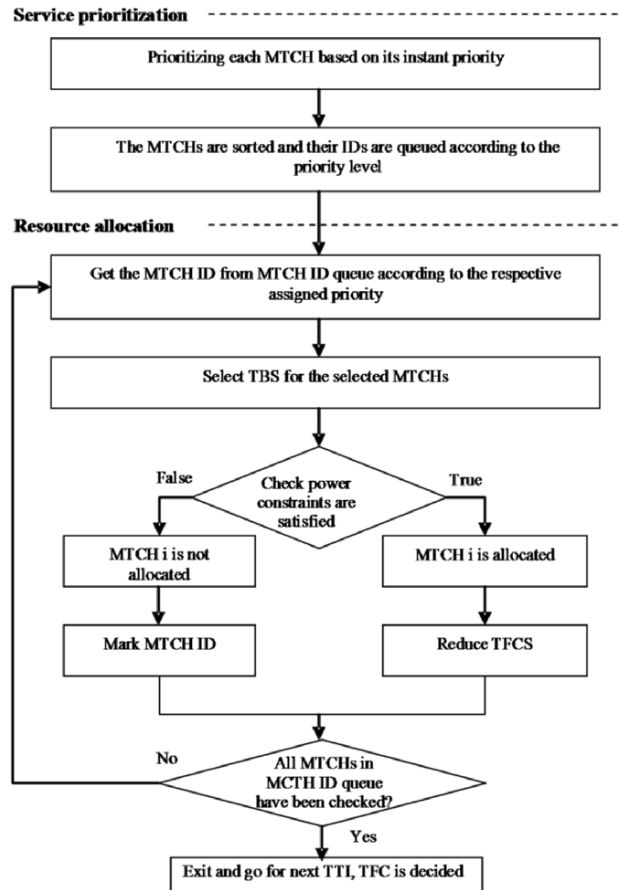 Service prioritization
Prioritizing each MTCH based on its instant priority
The MTCHs are sorted and their IDs are queued according to the
priority level
Resource allocation
Get the MTCH ID from MTCH ID queue according to the respective
assigned priority
Select TBS for the selected MTCHs
False
Check power
constraints are
satisfied
True
MTCH i is not
allocated
MTCH i is allocated
Mark MTCH ID
Reduce TFCS
No
All MTCHs in
MCTH ID queue
have been checked?
Yes
Exit and go for next TTI, TFC is decided